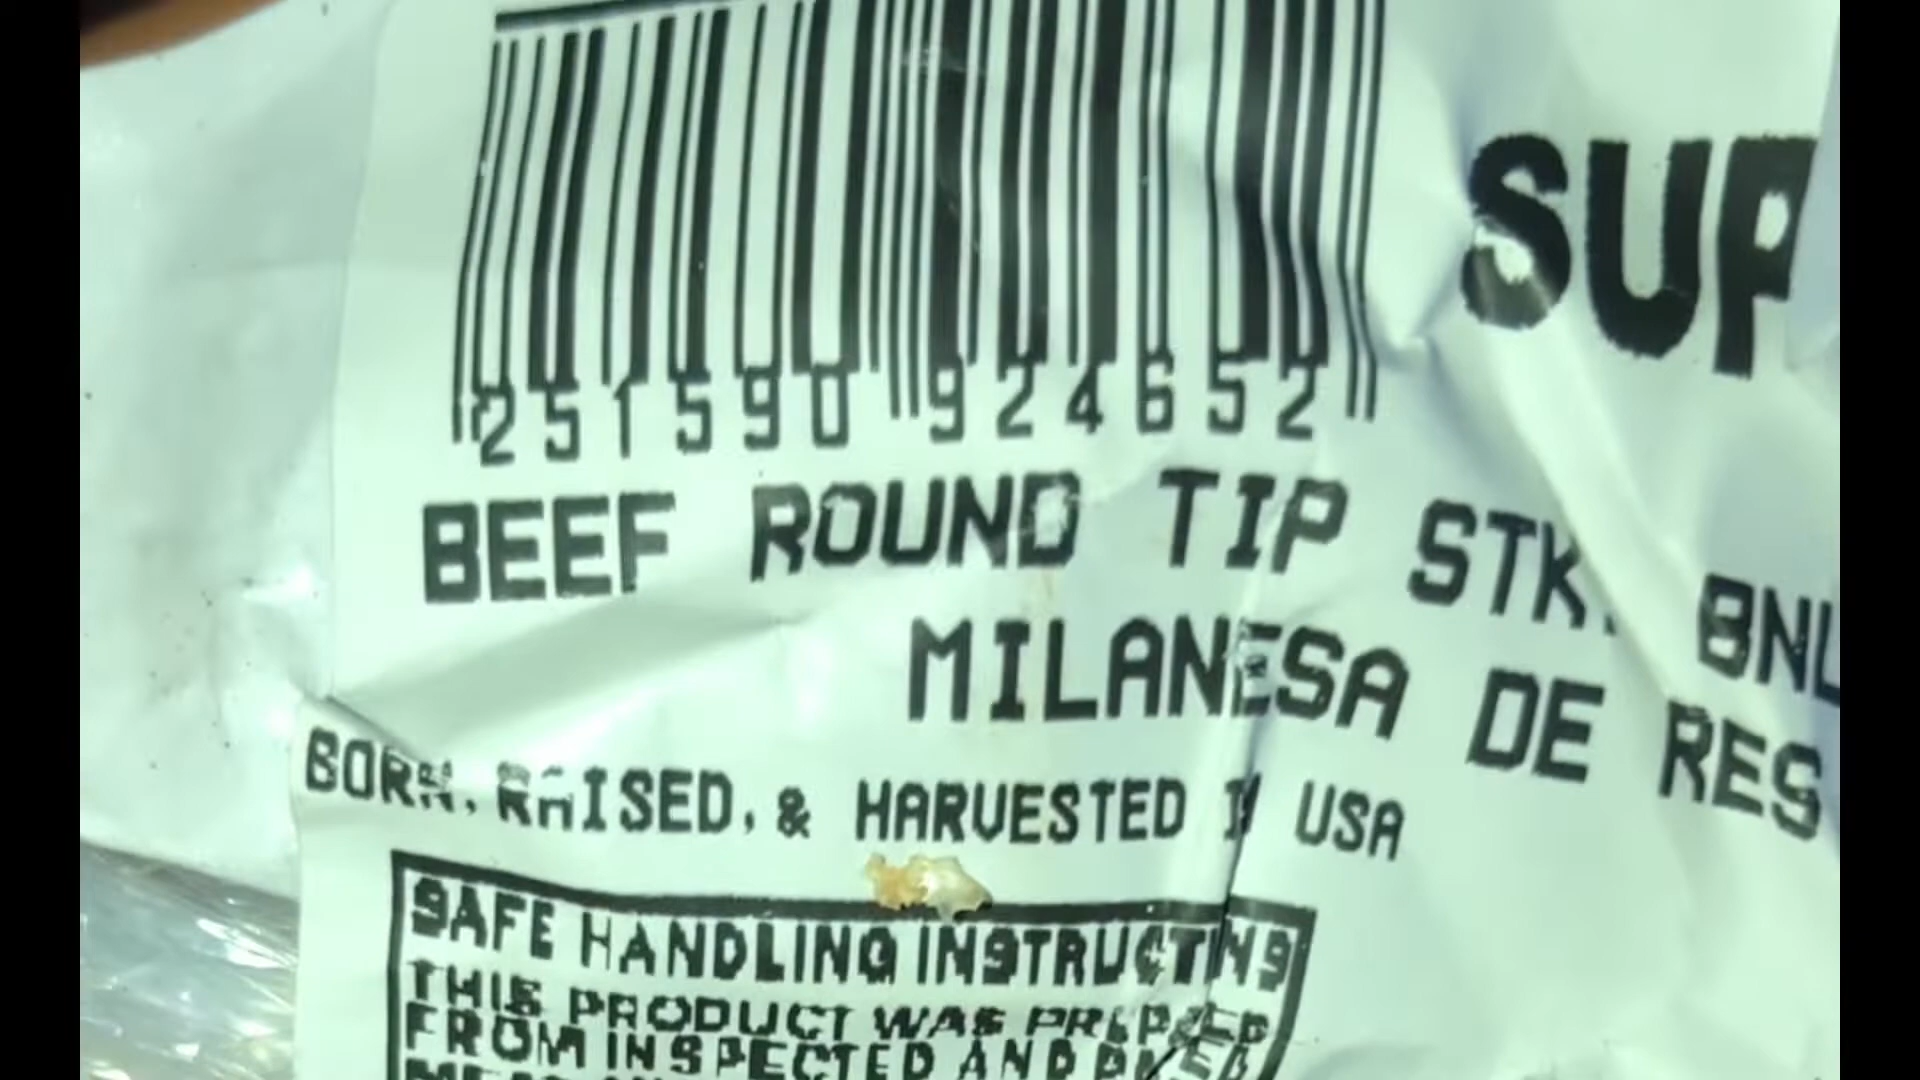 SUP
251590 924652
BEEF ROUND TIP STK. BNL
MILANESA DE RES
BORN, RAISED, & HARVESTED IN USA
SAFE HANDLING INSTRUCTINS
THIS PRODUCT WAS PREPARED
FROM INSPECTED AND